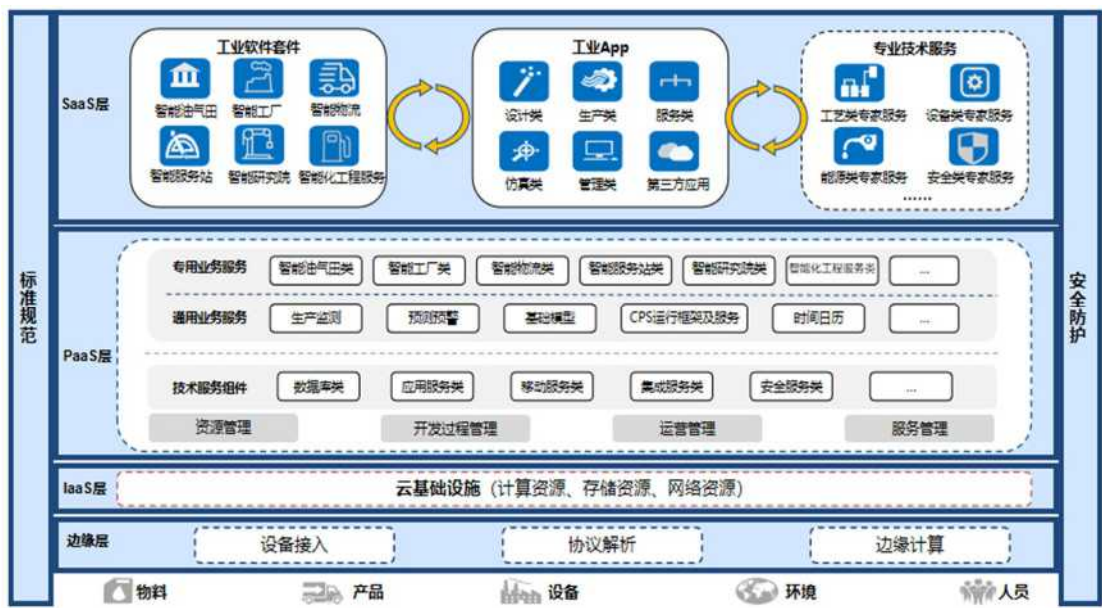 标准规范
SaaS层
工业软件套件
智能油气田 智能工厂 智能物流
智能服务站 智能研究院 智能化工程服务
工业App
设计类 生产类 服务类
仿真类 管理类 第三方应用
专业技术服务
工艺类专家服务 设备类专家服务
能源类专家服务 安全类专家服务
……
PaaS层
专用业务服务 智能油气田类 智能工厂类 智能物流类 智能服务站类 智能研究院类 智能化工程服务类 ...
通用业务服务 生产监测 预测预警 基础模型 CPS运行框架及服务 时间日历 ...
技术服务组件 数据库类 应用服务类 移动服务类 集成服务类 安全服务类 ...
资源管理 开发过程管理 运营管理 服务管理
IaaS层 云基础设施（计算资源、存储资源、网络资源）
边缘层 设备接入 协议解析 边缘计算
物料 产品 设备 环境 人员
安全防护